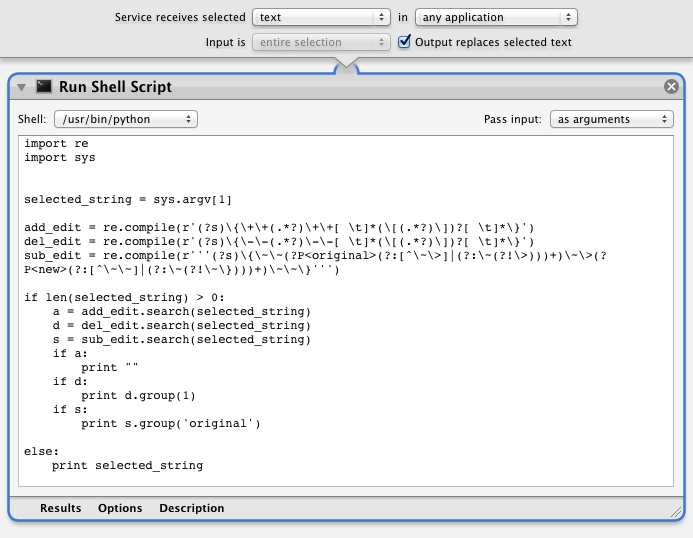 Service receives selected text in any application
Input is entire selection Output replaces selected text
Run Shell Script
Shell: /usr/bin/python Pass input: as arguments
import re
import sys
selected_string = sys.argv[1]
add_edit = re.compile(r'(?s)\{\+\+(.*?)\+\+[ \t]*(\[(.*?)\])?[ \t]*\}')
del_edit = re.compile(r'(?s)\{\-\-(.*?)\-\-[ \t]*(\[(.*?)\])?[ \t]*\}')
sub_edit = re.compile(r'''(?s)\{\~\~(?P<original>(?:[^\~\>]|(?:\~(?!\>)))+)\~\>(?
P<new>(?:[^\~\~]|(?:\~(?!\~\})))+)\~\~\}''')
if len(selected_string) > 0:
    a = add_edit.search(selected_string)
    d = del_edit.search(selected_string)
    s = sub_edit.search(selected_string)
    if a:
        print ""
    if d:
        print d.group(1)
    if s:
        print s.group('original')
else:
    print selected_string
Results Options Description